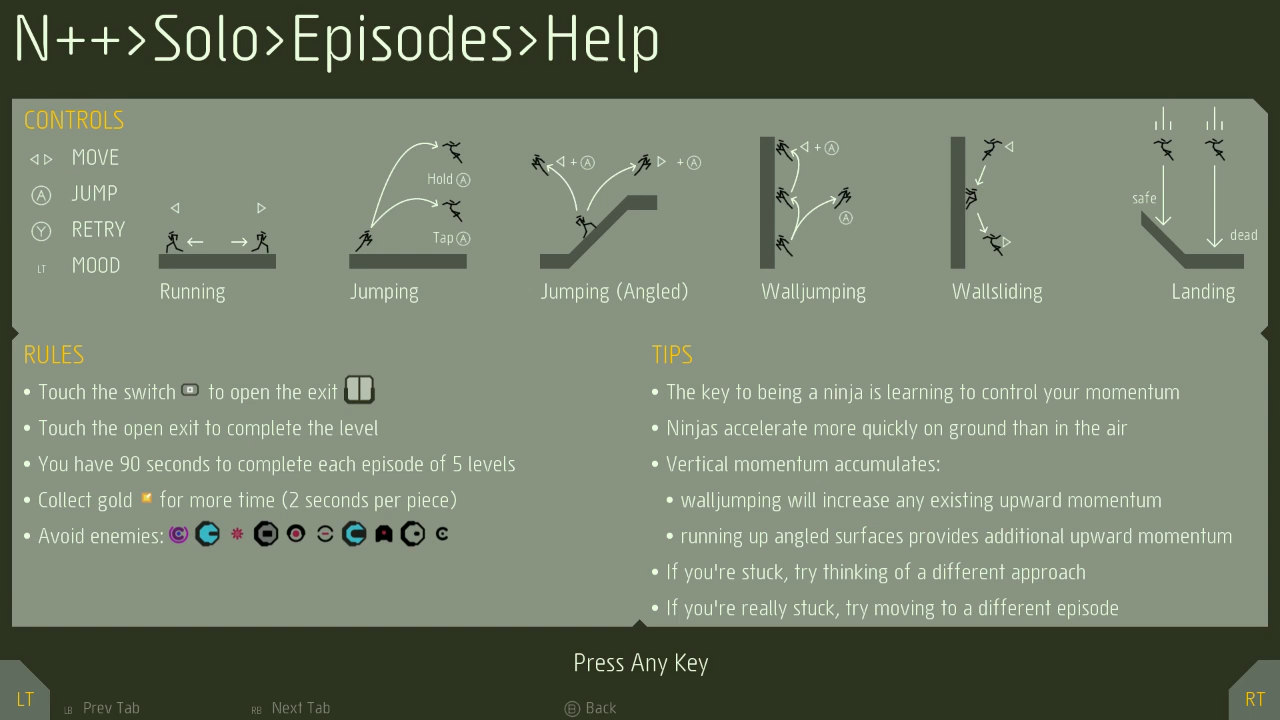 N++>Solo>Episodes>Help
CONTROLS
MOVE
A JUMP
Y RETRY
LT MOOD
Running
Hold A
Tap A
Jumping
+ A
+ A
Jumping (Angled)
+ A
A
Walljumping
Wallsliding
safe
dead
Landing
RULES
• Touch the switch to open the exit
• Touch the open exit to complete the level
• You have 90 seconds to complete each episode of 5 levels
• Collect gold for more time (2 seconds per piece)
• Avoid enemies:
TIPS
• The key to being a ninja is learning to control your momentum
• Ninjas accelerate more quickly on ground than in the air
• Vertical momentum accumulates:
• walljumping will increase any existing upward momentum
• running up angled surfaces provides additional upward momentum
• If you're stuck, try thinking of a different approach
• If you're really stuck, try moving to a different episode
Press Any Key
LT
LB Prev Tab
RB Next Tab
B Back
RT